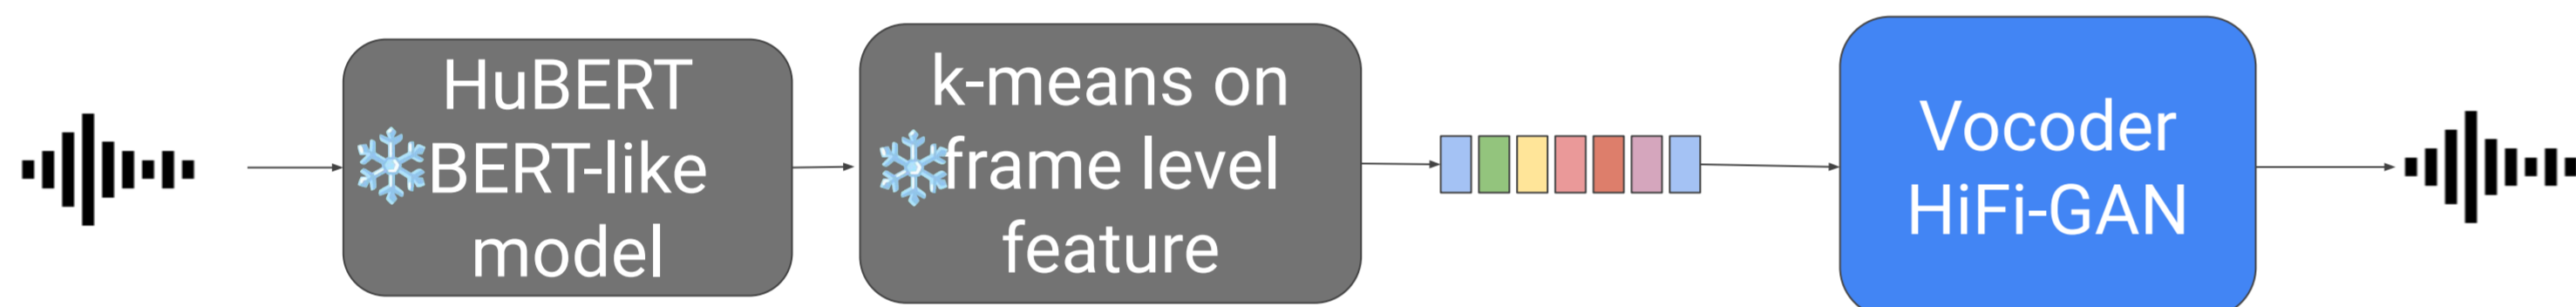 HuBERT
BERT-like
model
k-means on
frame level
feature
Vocoder
HiFi-GAN